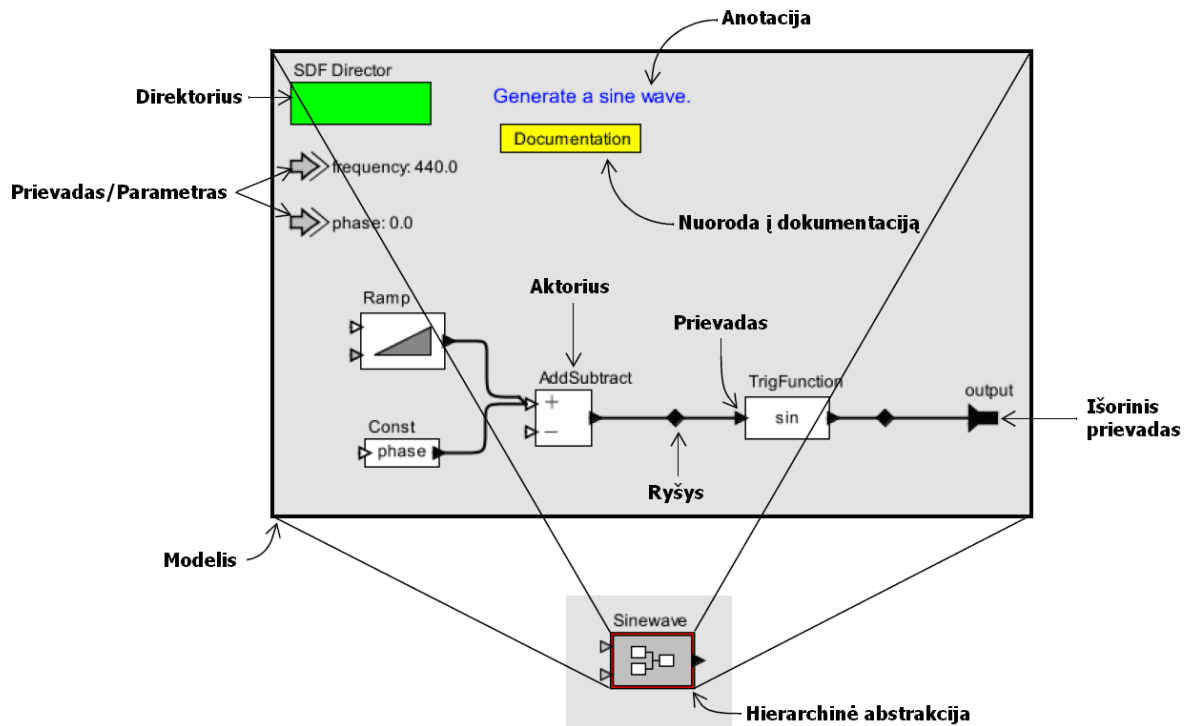 Anotacija
SDF Director
Direktorius
Generate a sine wave.
Documentation
frequency: 440.0
Prievadas/Parametras
phase: 0.0
Nuoroda į dokumentaciją
Aktorius
Ramp
Prievadas
AddSubtract
TrigFunction
output
+
sin
Išorinis
prievadas
Const
−
phase
Ryšys
Modelis
Sinewave
Hierarchinė abstrakcija